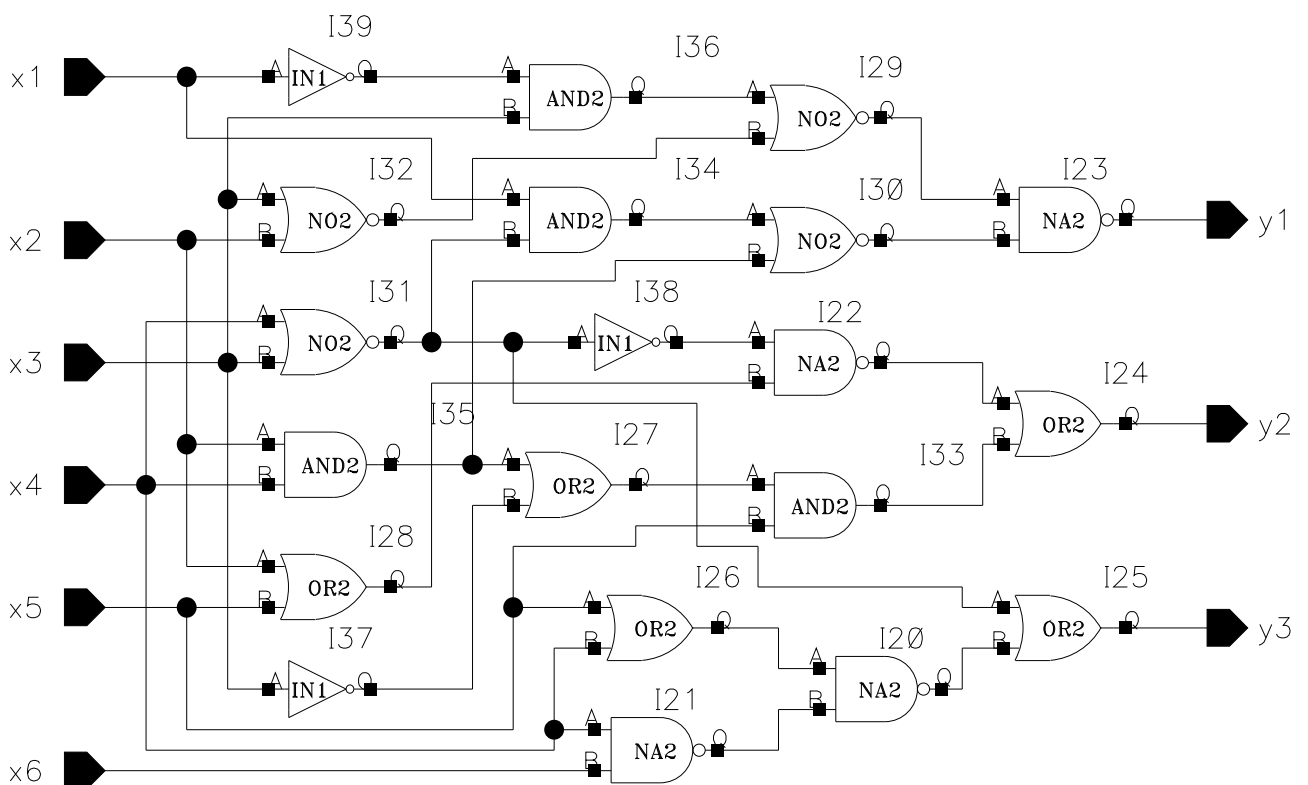 I39
x1 A IN1 Q A AND2 Q I36
B A NO2 Q I29
B
I32 I34 I30 I23
A NO2 Q A AND2 Q A NO2 Q A NA2 Q y1
x2 B B B B
I31 I38 I22
A NO2 Q A IN1 Q A NA2 Q I24
x3 B B A OR2 Q y2
I35 I27 I33 B
A AND2 Q A OR2 Q A AND2 Q
x4 B B B
I28 I26 I25
A OR2 Q A OR2 Q A OR2 Q y3
x5 B B B
I37 I20
A IN1 Q A NA2 Q
I21 B
A NA2 Q
x6 B